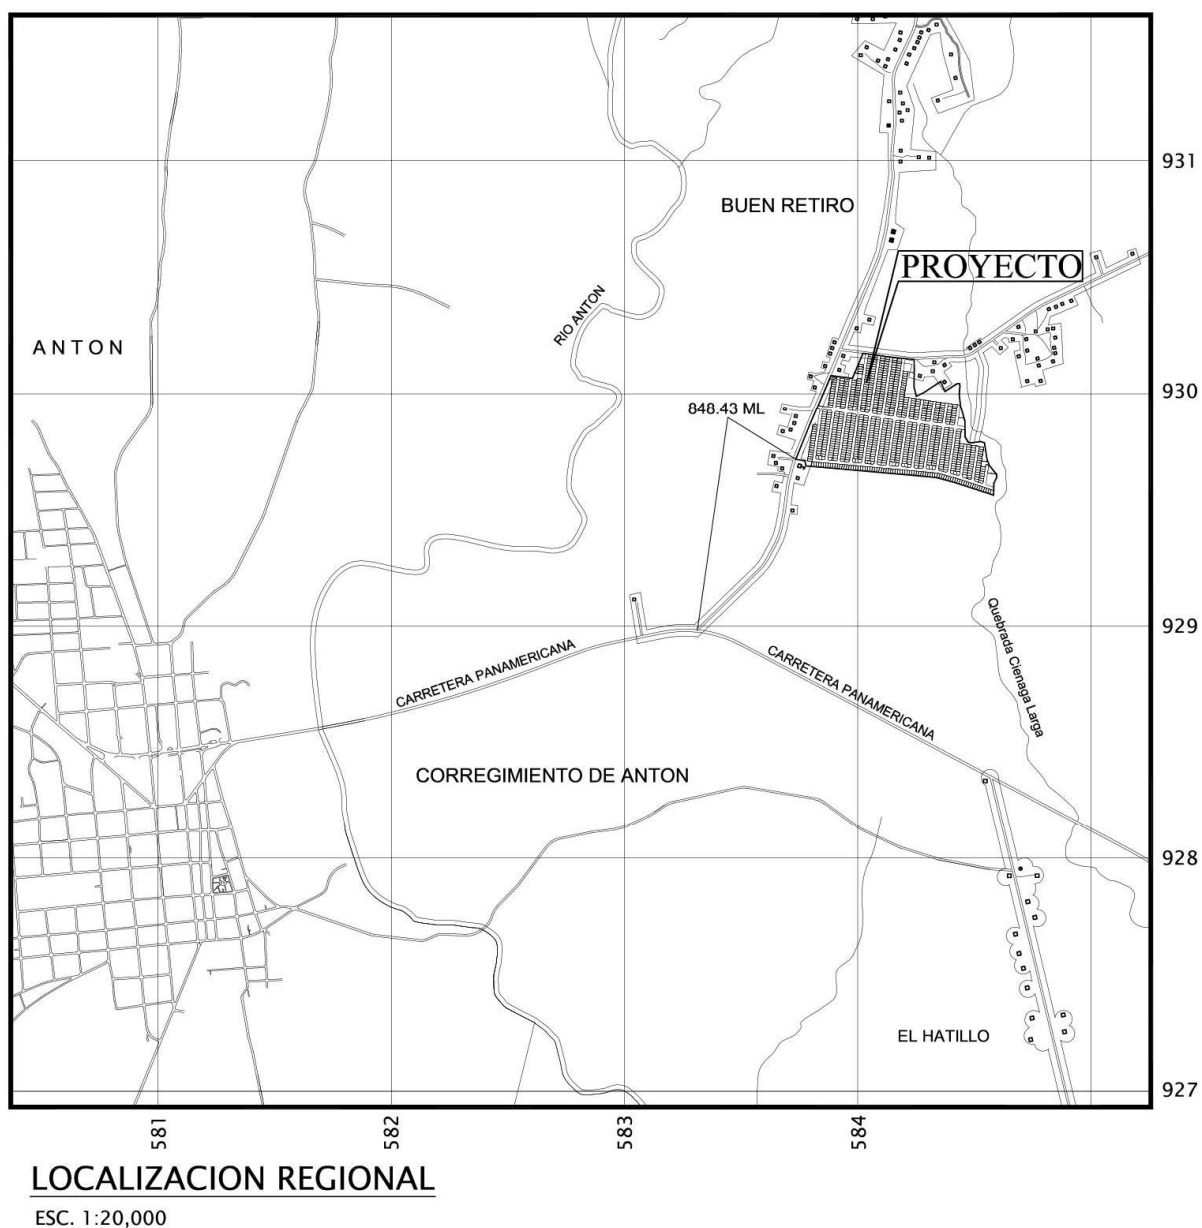 931
BUEN RETIRO
PROYECTO
RIO ANTON
ANTON
930
848.43 ML
929
Quebrada Cienaga Larga
CARRETERA PANAMERICANA
CARRETERA PANAMERICANA
CORREGIMIENTO DE ANTON
928
EL HATILLO
927
581
582
583
584
LOCALIZACION REGIONAL
ESC. 1:20,000